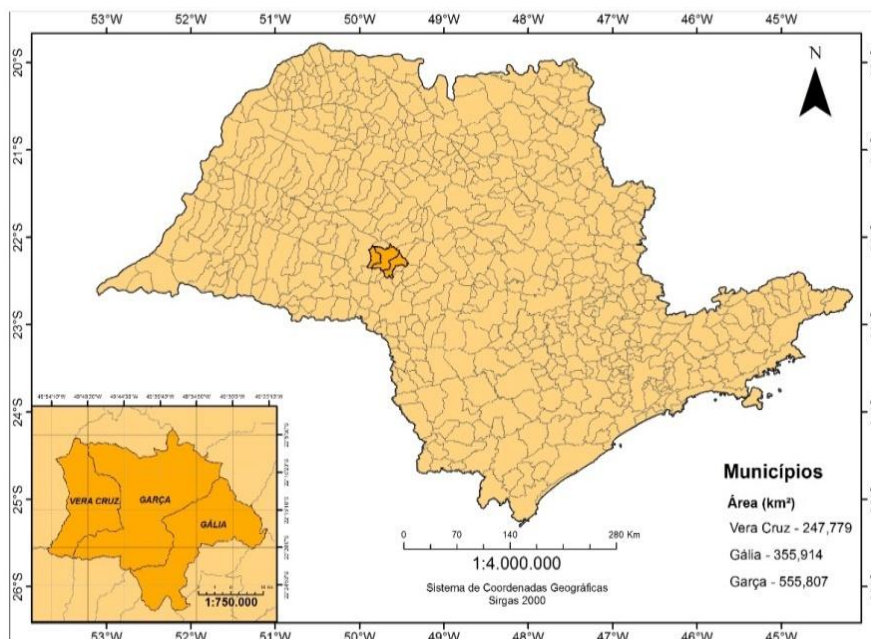 53°W 52°W 51°W 50°W 49°W 48°W 47°W 46°W 45°W
20°S
21°S
22°S
23°S
24°S
25°S
26°S
N
VERA CRUZ
GARÇA
GÁLIA
1:750.000
0 70 140 280 Km
1:4.000.000
Sistema de Coordenadas Geográficas
Sirgas 2000
Municípios
Área (km²)
Vera Cruz - 247,779
Gália - 355,914
Garça - 555,807
53°W 52°W 51°W 50°W 49°W 48°W 47°W 46°W 45°W